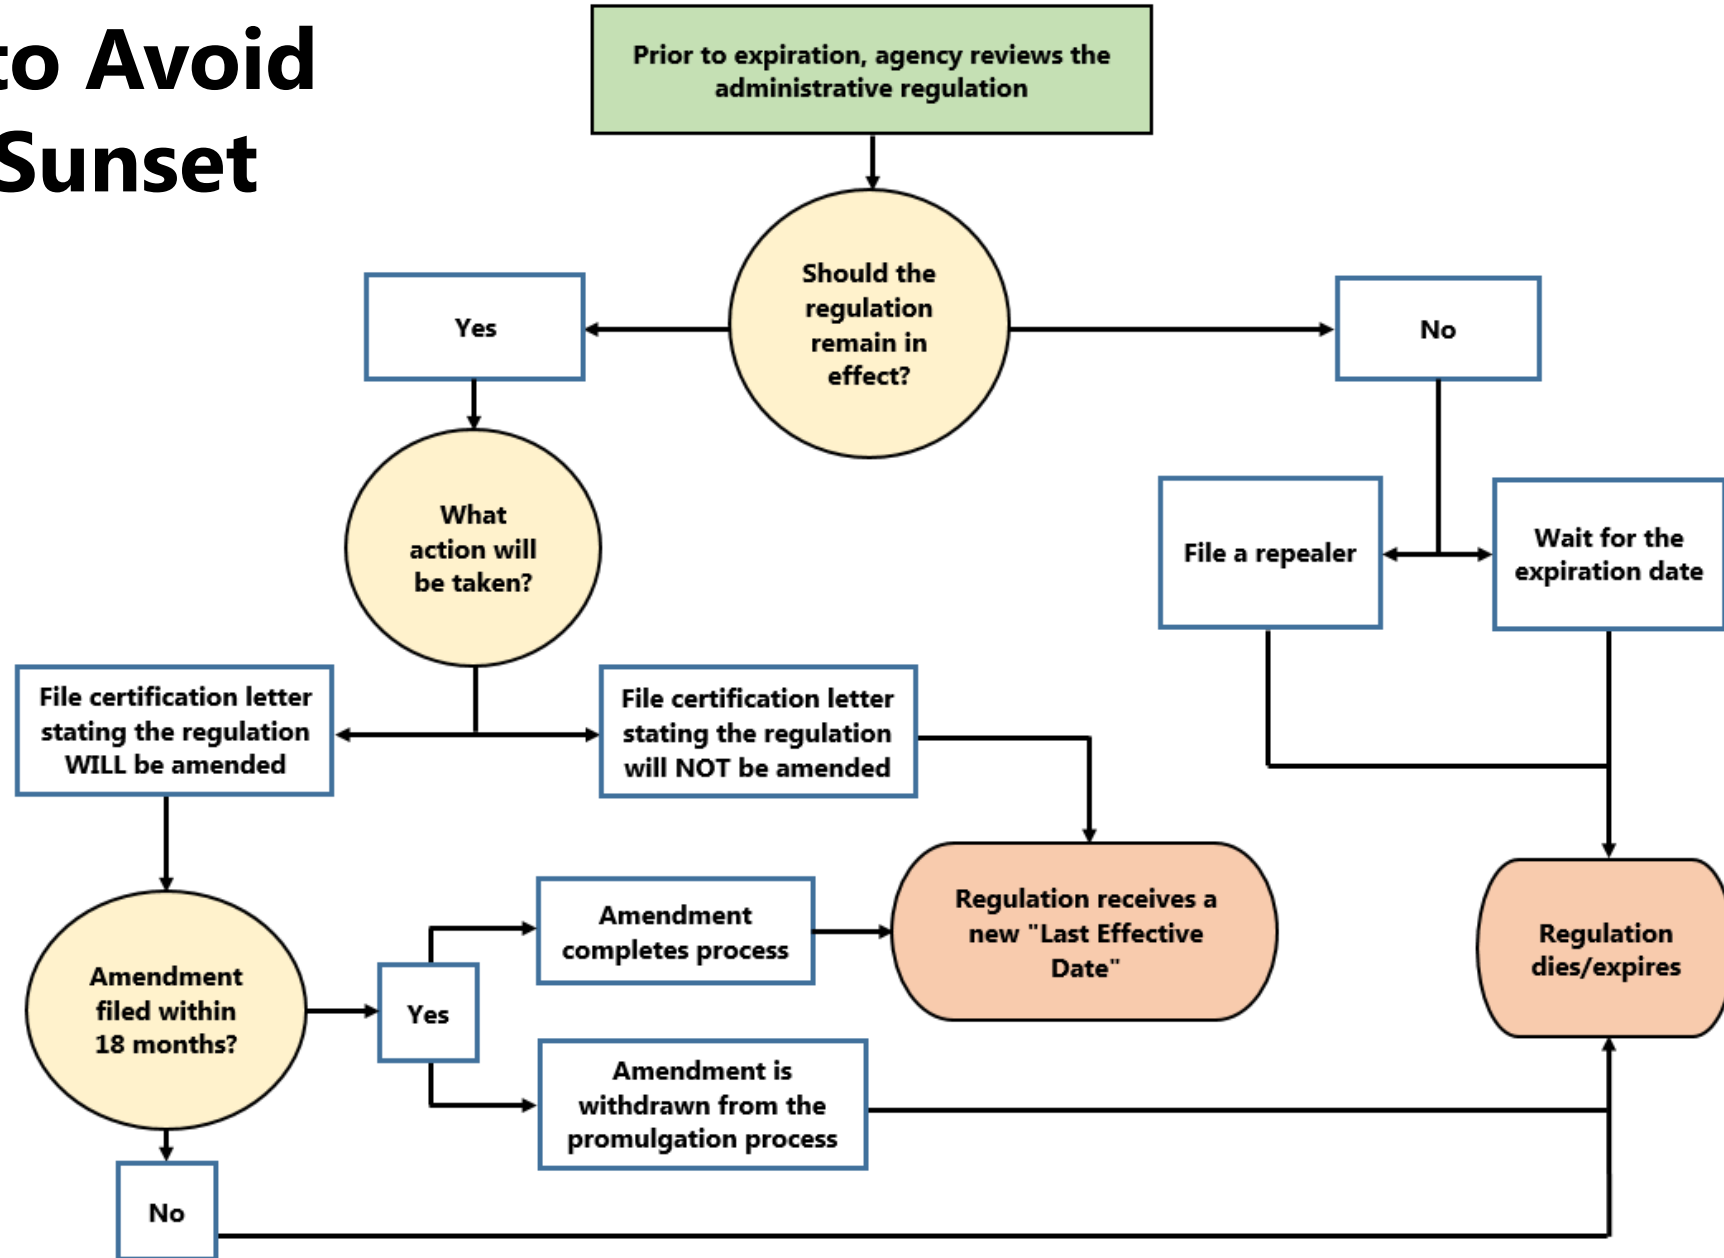 to Avoid
Sunset
Prior to expiration, agency reviews the
administrative regulation
Should the
regulation
remain in
effect?
Yes
No
What
action will
be taken?
File a repealer
Wait for the
expiration date
File certification letter
stating the regulation
WILL be amended
File certification letter
stating the regulation
will NOT be amended
Amendment
filed within
18 months?
Yes
Amendment
completes process
Regulation receives a
new "Last Effective
Date"
Regulation
dies/expires
Amendment is
withdrawn from the
promulgation process
No